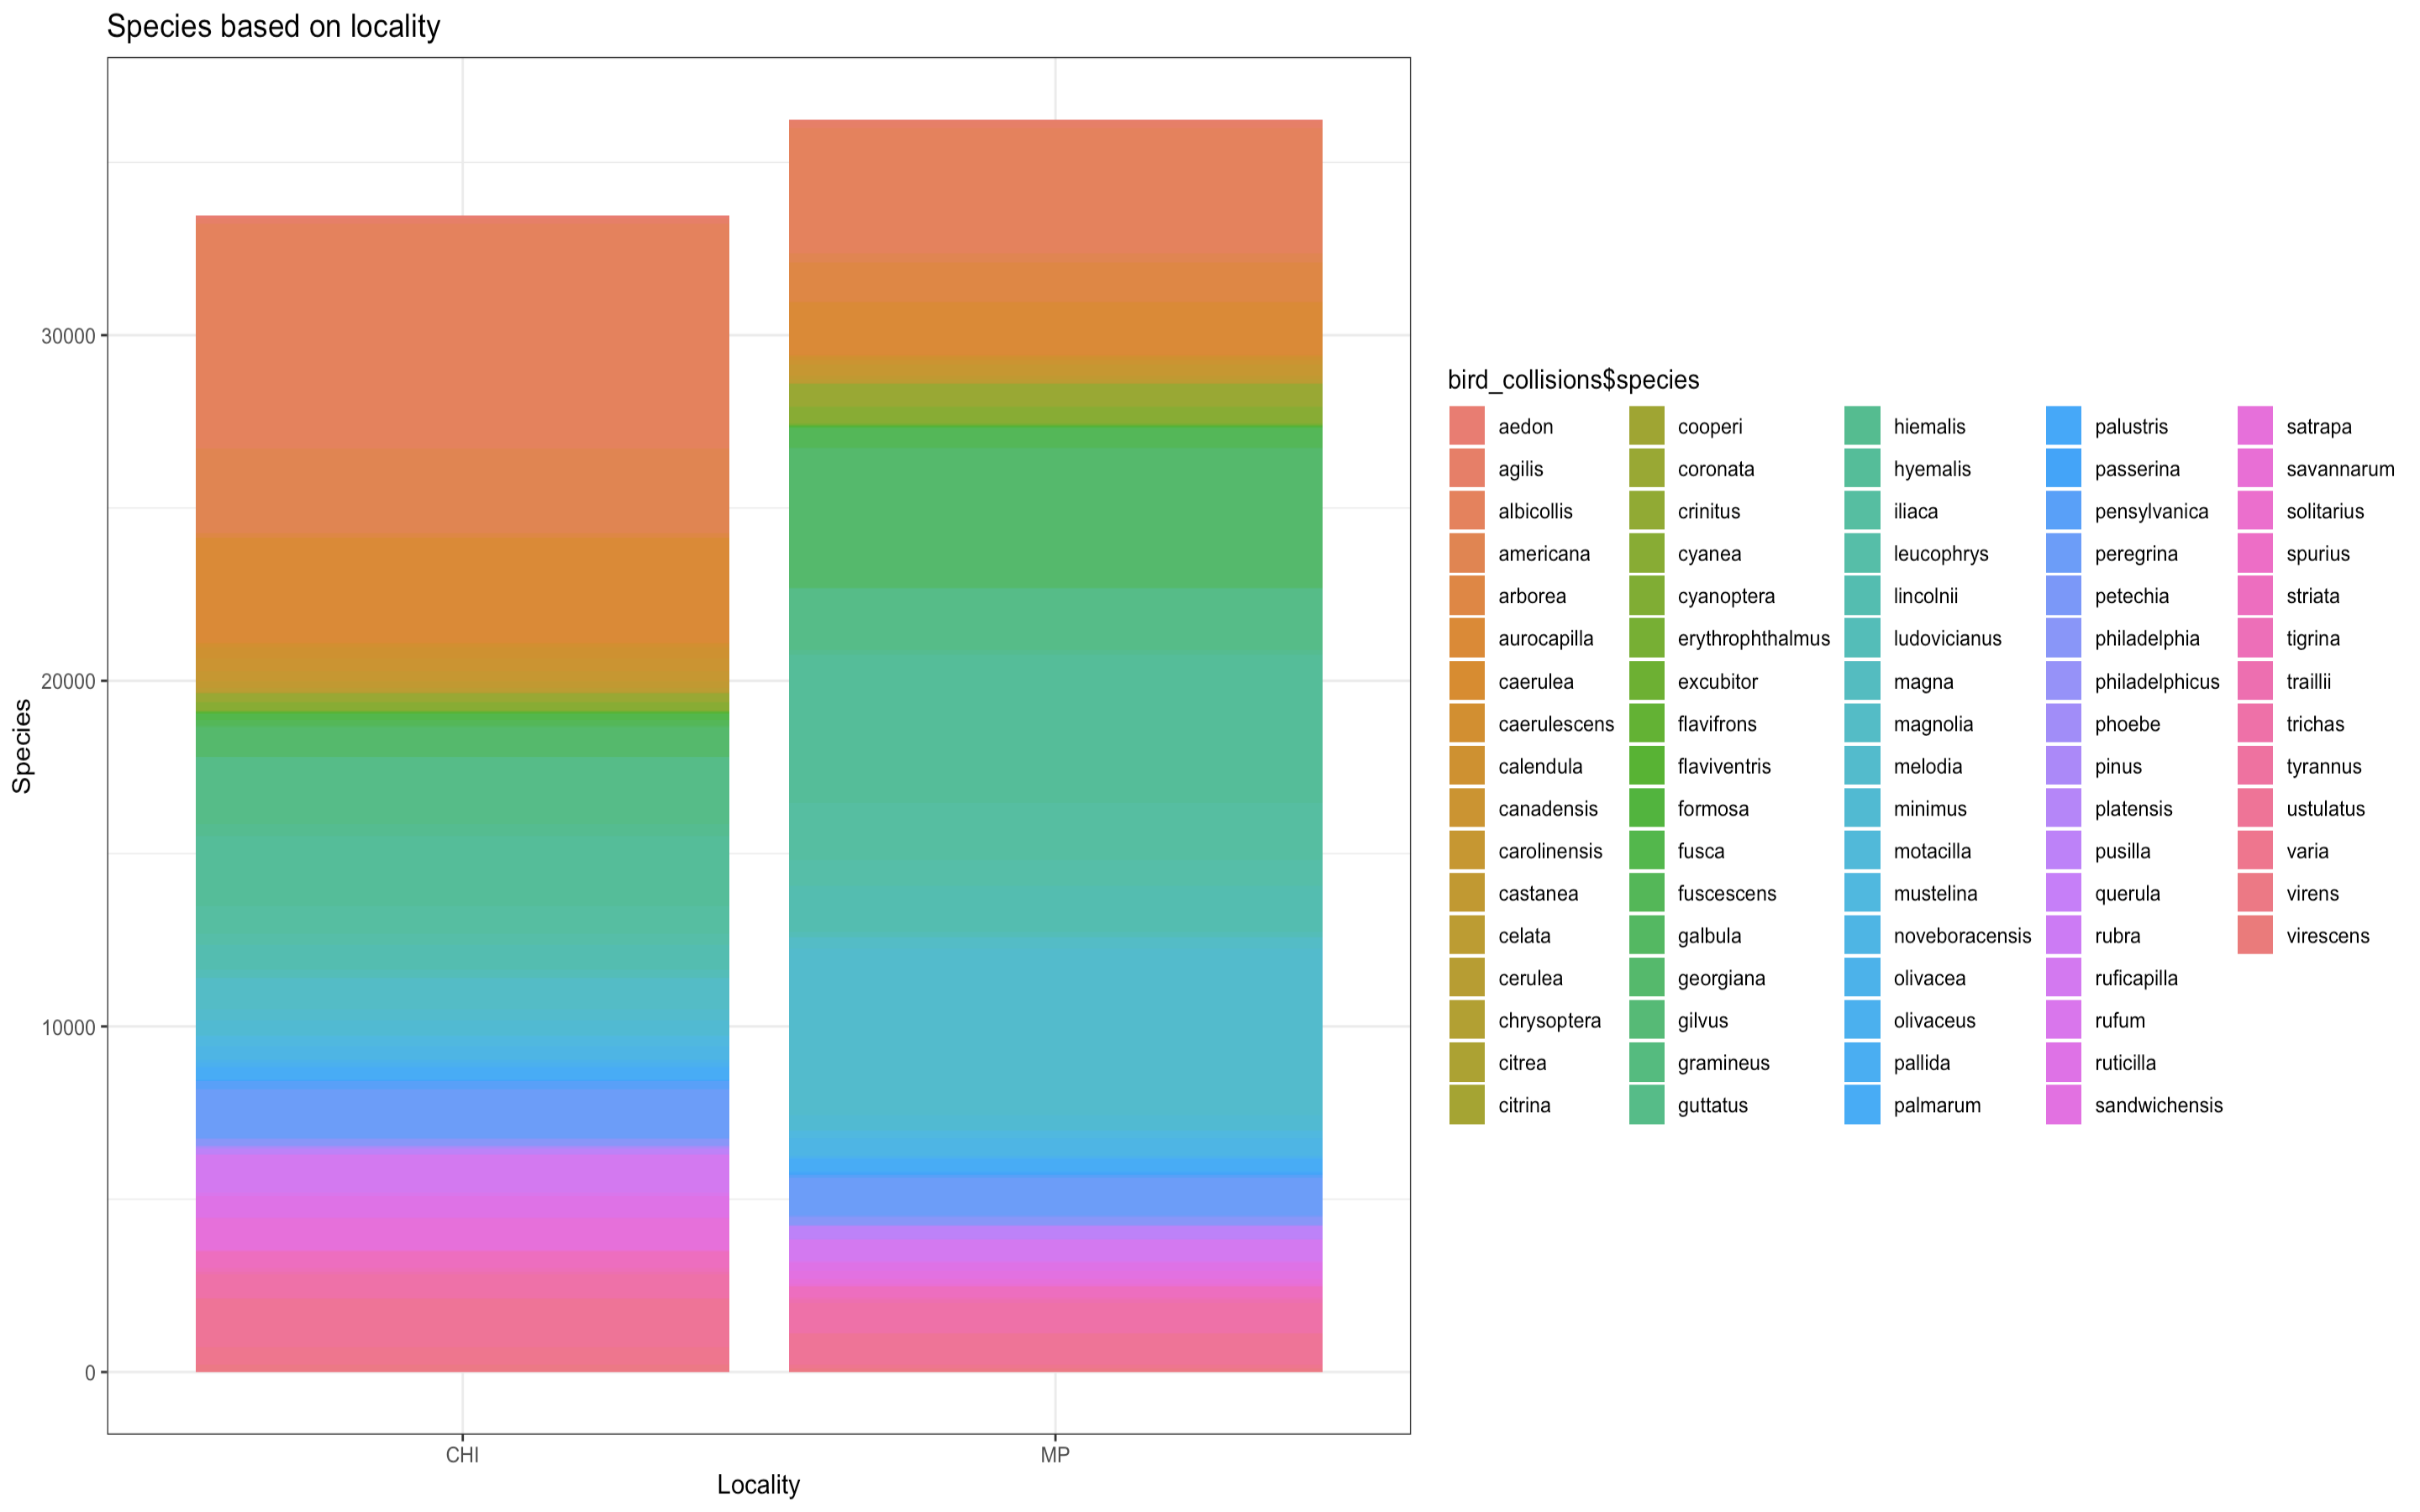 Species based on locality
30000
20000
10000
0
Species
CHI
MP
Locality
bird_collisions$species
aedon
agilis
albicollis
americana
arborea
aurocapilla
caerulea
caerulescens
calendula
canadensis
carolinensis
castanea
celata
cerulea
chrysoptera
citrea
citrina
cooperi
coronata
crinitus
cyanea
cyanoptera
erythrophthalmus
excubitor
flavifrons
flaviventris
formosa
fusca
fuscescens
galbula
georgiana
gilvus
gramineus
guttatus
hiemalis
hyemalis
iliaca
leucophrys
lincolnii
ludovicianus
magna
magnolia
melodia
minimus
motacilla
mustelina
noveboracensis
olivacea
olivaceus
pallida
palmarum
palustris
passerina
pensylvanica
peregrina
petechia
philadelphia
philadelphicus
phoebe
pinus
platensis
pusilla
querula
rubra
ruficapilla
rufum
ruticilla
sandwichensis
satrapa
savannarum
solitarius
spurius
striata
tigrina
traillii
trichas
tyrannus
ustulatus
varia
virens
virescens